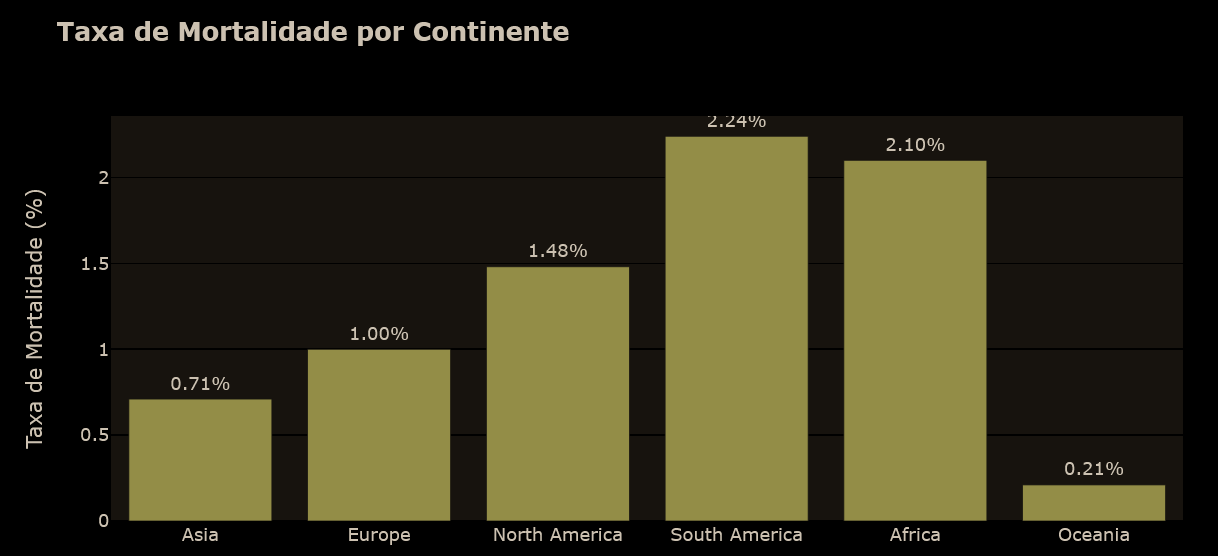 Taxa de Mortalidade por Continente
Taxa de Mortalidade (%)
2
1.5
1
0.5
0
0.71%
1.00%
1.48%
2.24%
2.10%
0.21%
Asia
Europe
North America
South America
Africa
Oceania